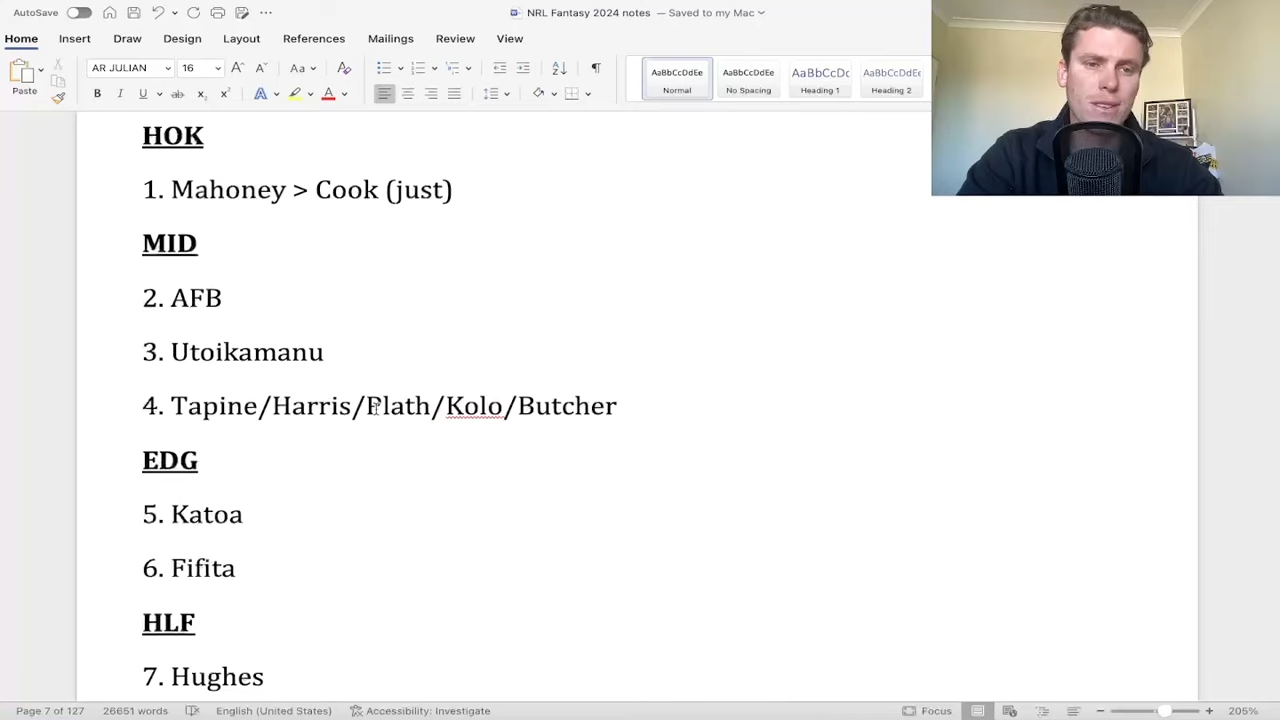 AutoSave
NRL Fantasy 2024 notes — Saved to my Mac
Home Insert Draw Design Layout References Mailings Review View
Paste
AR JULIAN 16
AaBbCcDdEe AaBbCcDdEe AaBbCcDc AaBbCcDdEe
Normal No Spacing Heading 1 Heading 2
HOK
1. Mahoney > Cook (just)
MID
2. AFB
3. Utoikamanu
4. Tapine/Harris/Flath/Kolo/Butcher
EDG
5. Katoa
6. Fifita
HLF
7. Hughes
Page 7 of 127 26651 words English (United States) Accessibility: Investigate Focus 205%